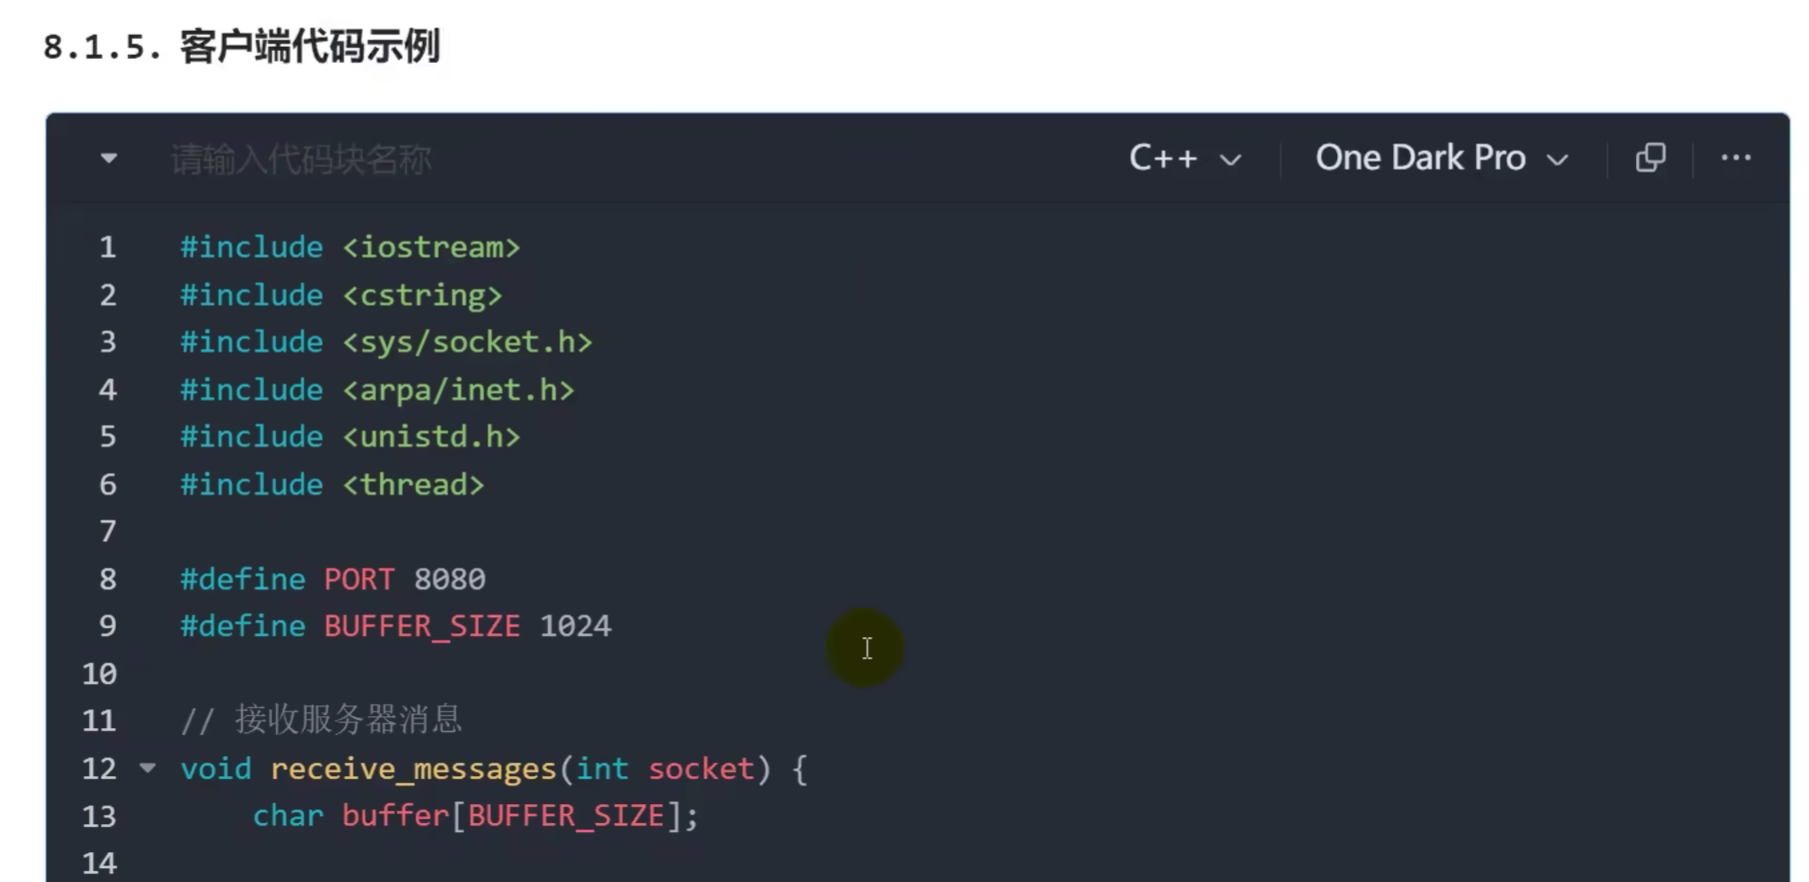 8.1.5. 客户端代码示例
请输入代码块名称 C++ One Dark Pro ...
1 #include <iostream>
2 #include <cstring>
3 #include <sys/socket.h>
4 #include <arpa/inet.h>
5 #include <unistd.h>
6 #include <thread>
7
8 #define PORT 8080
9 #define BUFFER_SIZE 1024
10
11 // 接收服务器消息
12 void receive_messages(int socket) {
13 char buffer[BUFFER_SIZE];
14